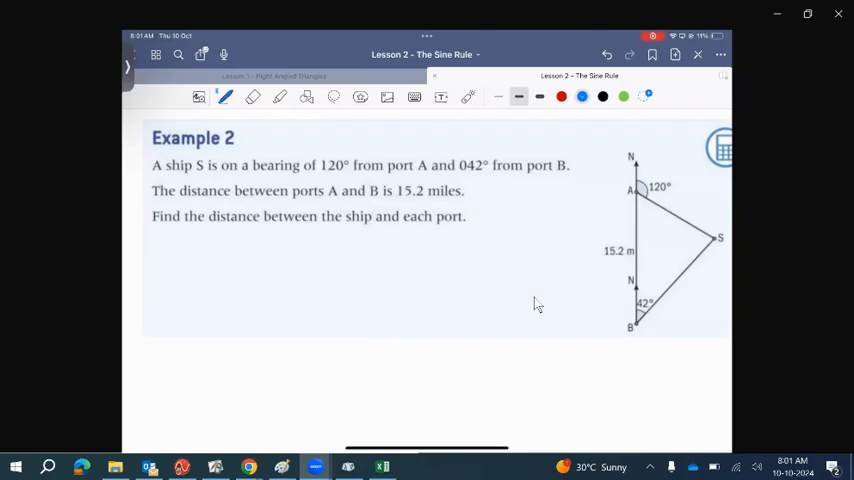 8:01 AM Thu 10 Oct
11%
Lesson 2 - The Sine Rule
Lesson 1 - Right Angled Triangles
Lesson 2 - The Sine Rule
Example 2
A ship S is on a bearing of 120° from port A and 042° from port B.
The distance between ports A and B is 15.2 miles.
Find the distance between the ship and each port.
N
A
120°
S
15.2 m
N
42°
B
30°C Sunny
8:01 AM
10-10-2024
2